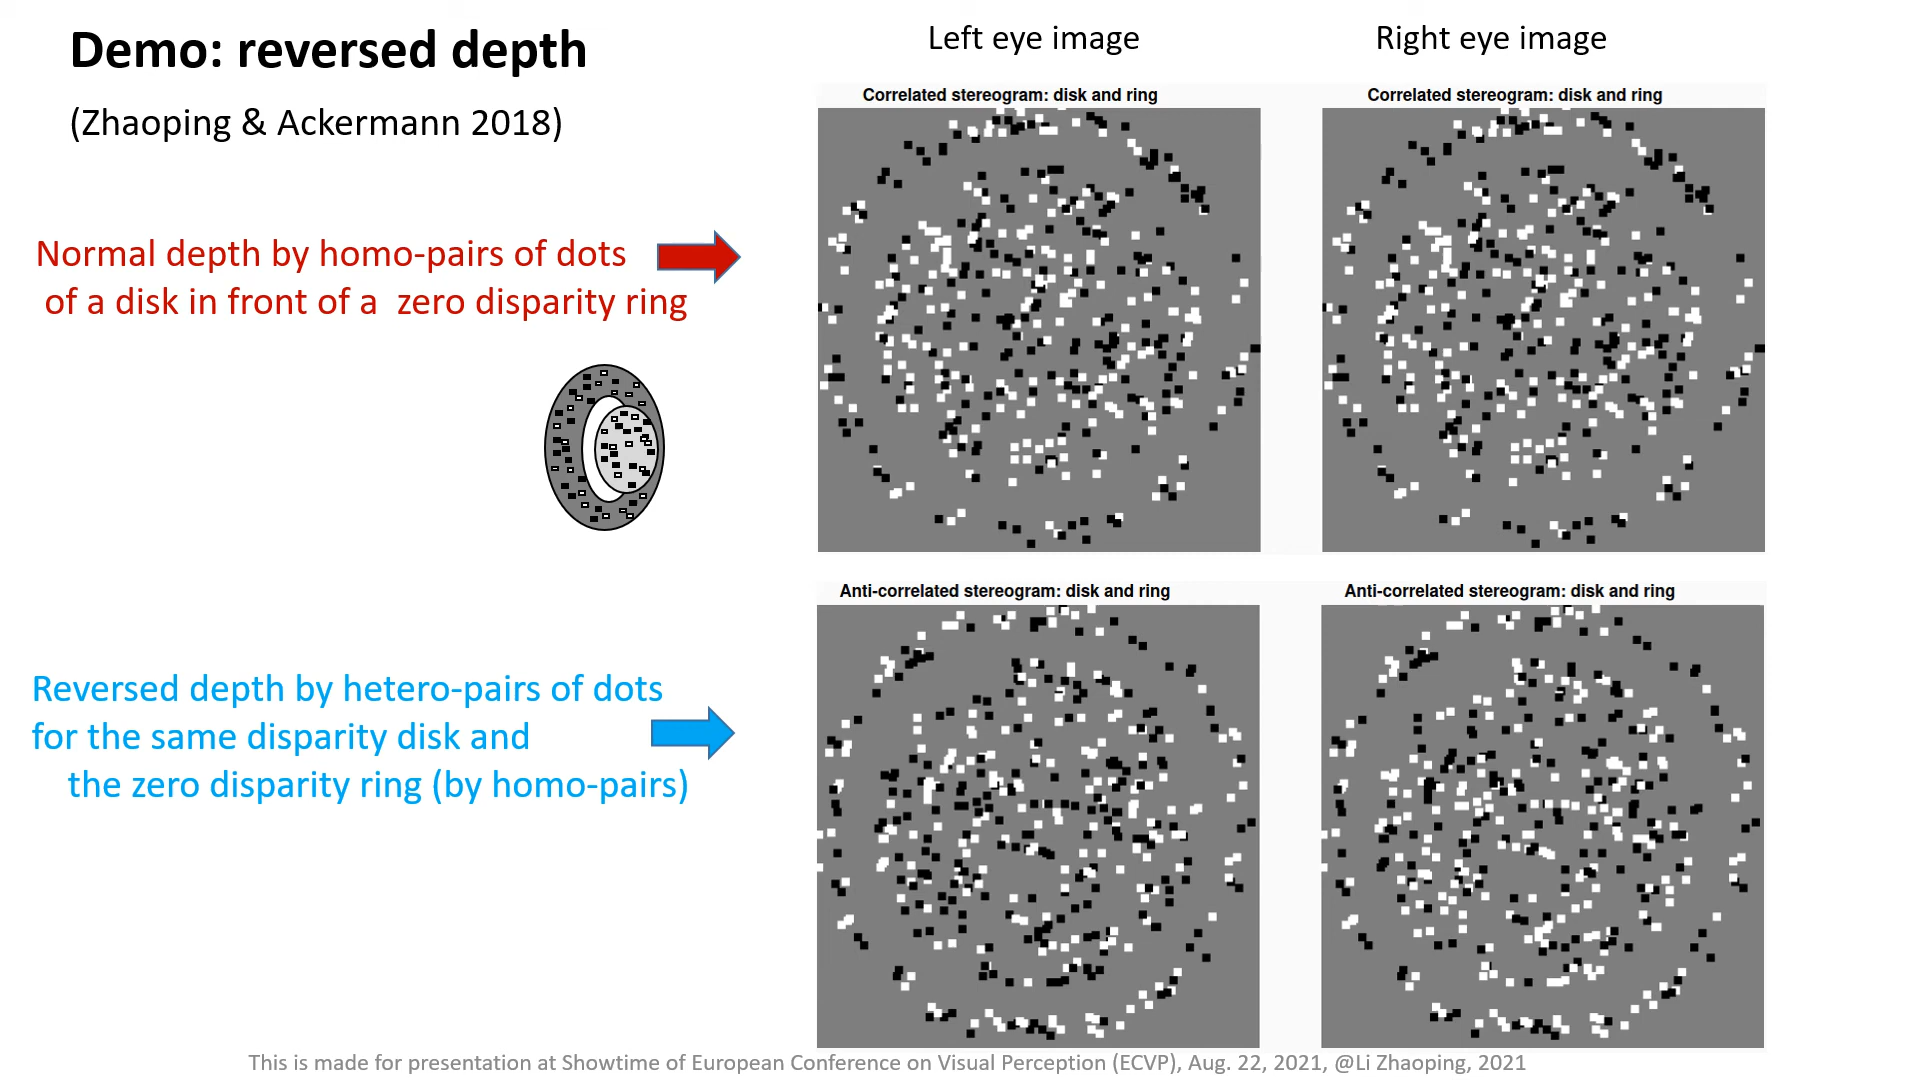 Demo: reversed depth
(Zhaoping & Ackermann 2018)
Left eye image
Right eye image
Correlated stereogram: disk and ring
Correlated stereogram: disk and ring
Normal depth by homo-pairs of dots
of a disk in front of a zero disparity ring
Anti-correlated stereogram: disk and ring
Anti-correlated stereogram: disk and ring
Reversed depth by hetero-pairs of dots
for the same disparity disk and
the zero disparity ring (by homo-pairs)
This is made for presentation at Showtime of European Conference on Visual Perception (ECVP), Aug. 22, 2021, @Li Zhaoping, 2021